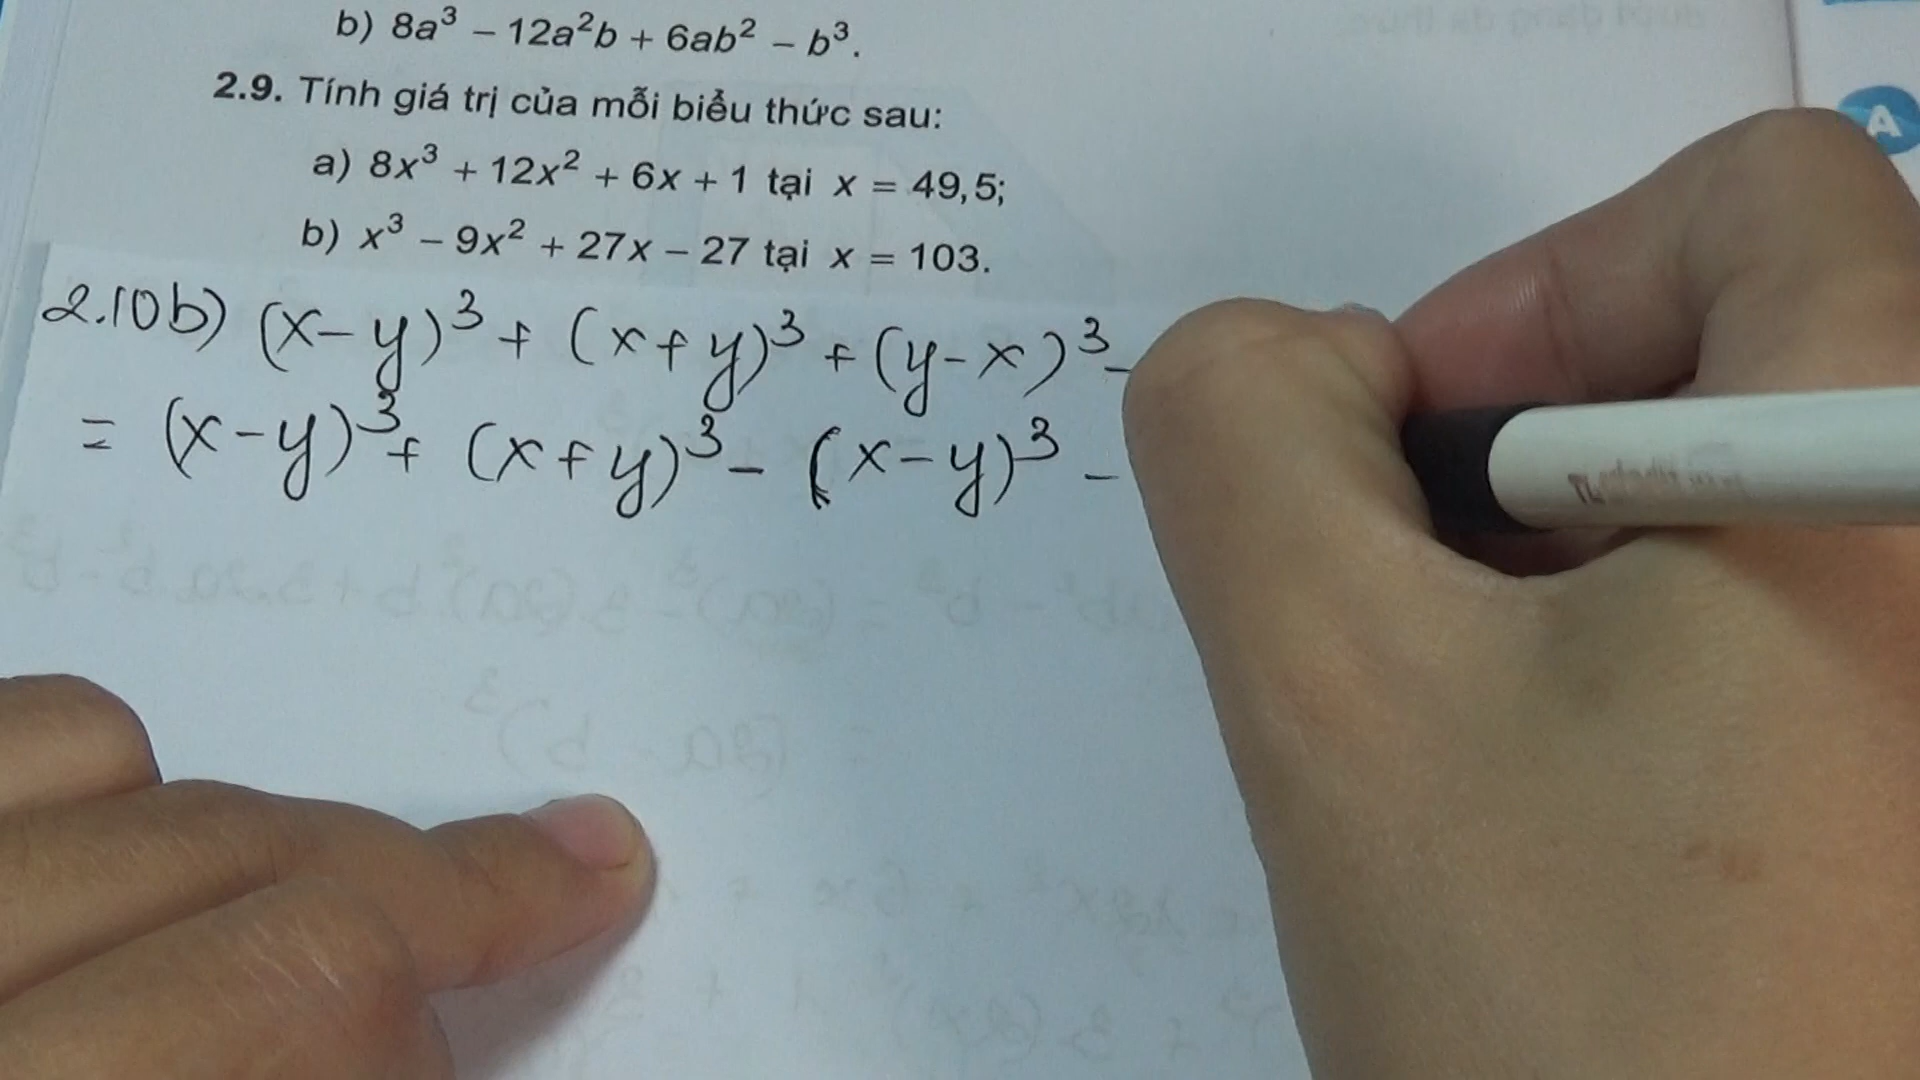 b) 8a³ – 12a²b + 6ab² – b³.
2.9. Tính giá trị của mỗi biểu thức sau:
a) 8x³ + 12x² + 6x + 1 tại x = 49,5;
b) x³ – 9x² + 27x – 27 tại x = 103.
2.10b) (x-y)³ + (x+y)³ + (y-x)³ -
= (x-y)³ + (x+y)³ - (x-y)³ -
A